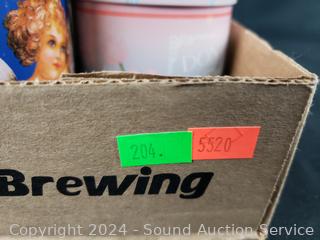 204. 5520
Brewing
Copyright 2024 - Sound Auction Service